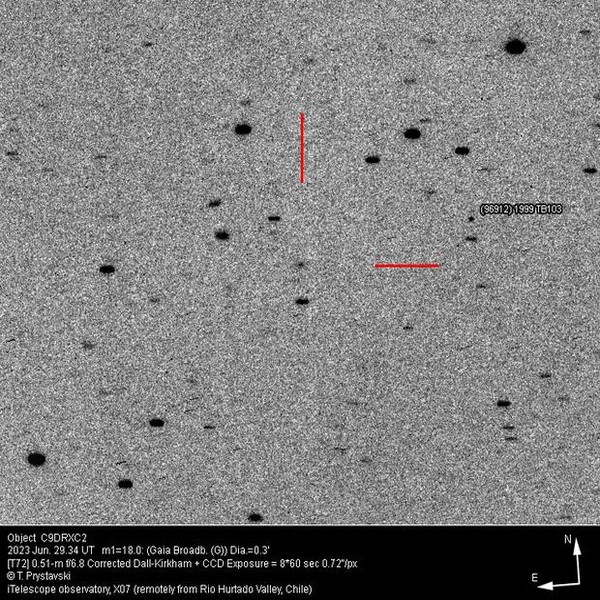 (96912) 1999 TB103
Object C9DRXC2
2023 Jun. 29.34 UT m1=18.0: (Gaia Broadb. (G)) Dia.=0.3'
[T72] 0.51-m f/6.8 Corrected Dall-Kirkham + CCD Exposure = 8*60 sec 0.72"/px
© T. Prystavski
iTelescope observatory, X07 (remotely from Rio Hurtado Valley, Chile)
N
E